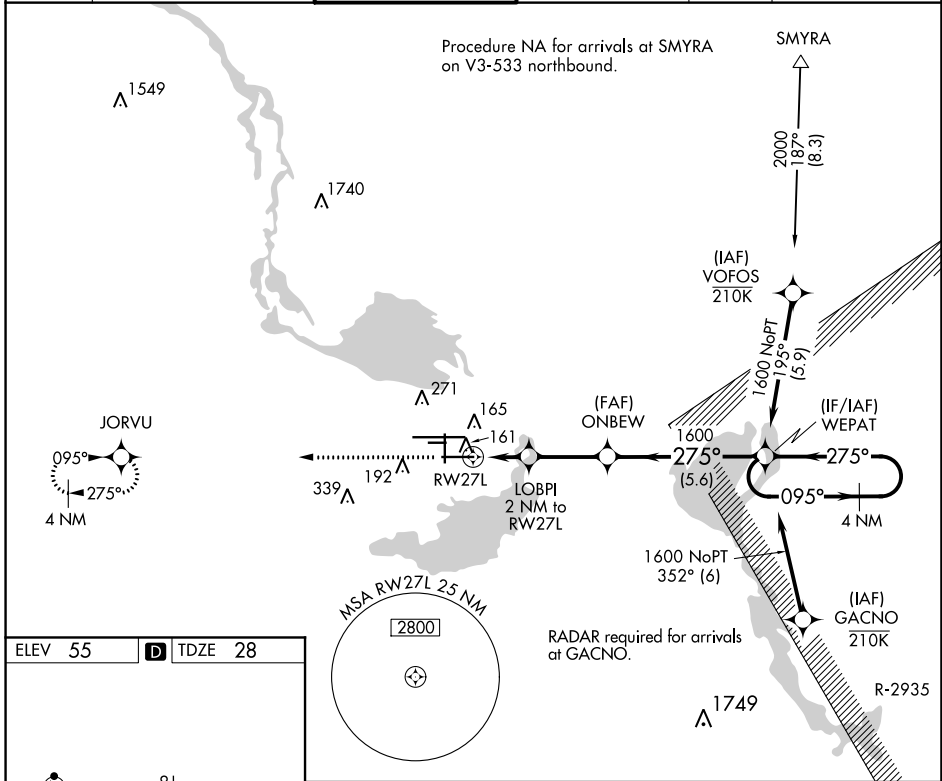 Procedure NA for arrivals at SMYRA
on V3-533 northbound.
SMYRA
1549
2000
187°
(8.3)
1740
(IAF)
VOFOS
210K
1600 NoPT
195°
(5.9)
271
165
161
(FAF)
ONBEW
(IF/IAF)
WEPAT
JORVU
095°
275°
4 NM
192
339
RW27L
LOBPI
2 NM to
RW27L
1600
275°
(5.6)
275°
095°
4 NM
1600 NoPT
352° (6)
(IAF)
GACNO
210K
MSA RW27L 25 NM
2800
RADAR required for arrivals
at GACNO.
R-2935
1749
ELEV 55 D TDZE 28